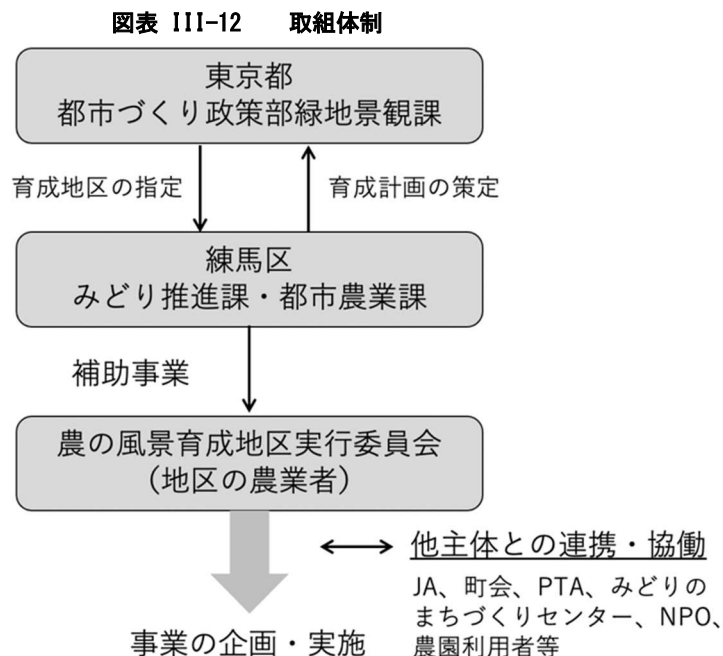 図表 III-12 取組体制
東京都
都市づくり政策部緑地景観課
育成地区の指定
育成計画の策定
練馬区
みどり推進課・都市農業課
補助事業
農の風景育成地区実行委員会
(地区の農業者)
他主体との連携・協働
JA、町会、PTA、みどりの
まちづくりセンター、NPO、
農園利用者等
事業の企画・実施